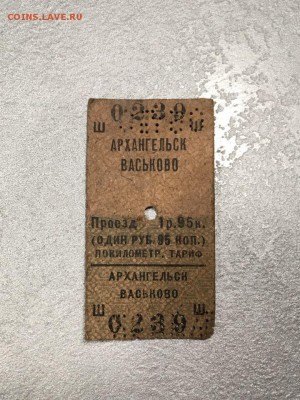 COINS.LAVE.RU
0239
Ш Ш
АРХАНГЕЛЬСК
ВАСЬКОВО
Проезд 1р.95к.
(ОДИН РУБ. 95 КОП.)
ПОКИЛОМЕТР. ТАРИФ
АРХАНГЕЛЬСК
ВАСЬКОВО
Ш Ш
0239